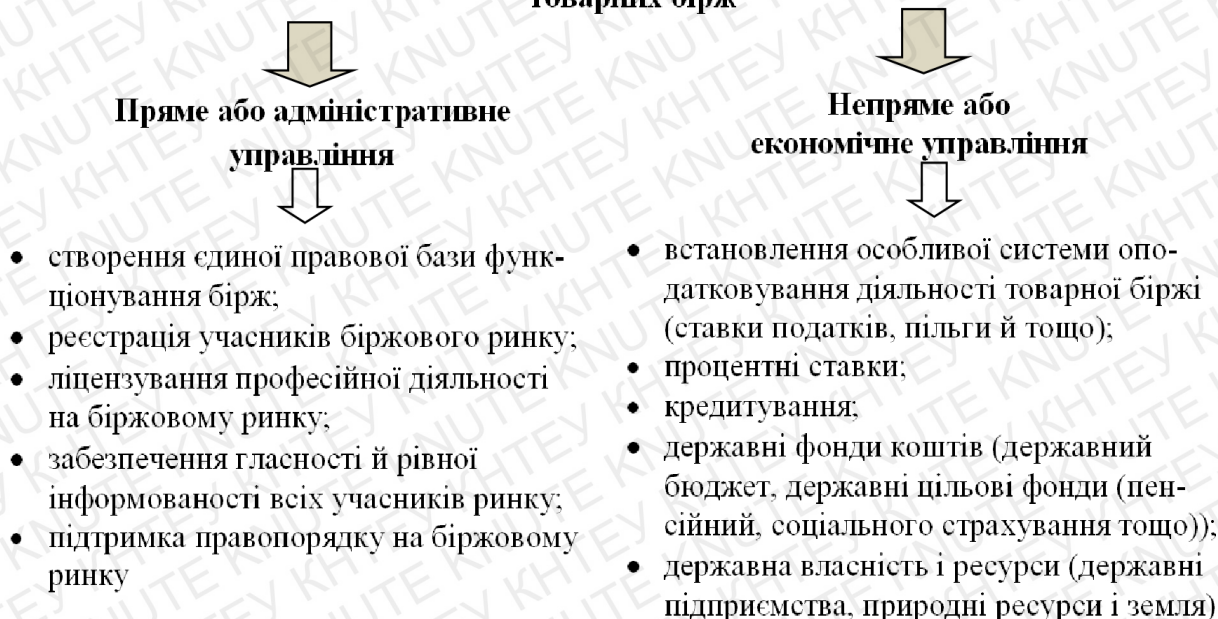 товарних бірж
Пряме або адміністративне
управління
створення єдиної правової бази функ-
ціонування бірж;
реєстрація учасників біржового ринку;
ліцензування професійної діяльності
на біржовому ринку;
забезпечення гласності й рівної
інформованості всіх учасників ринку;
підтримка правопорядку на біржовому
ринку
Непряме або
економічне управління
встановлення особливої системи опо-
датковування діяльності товарної біржі
(ставки податків, пільги й тощо);
процентні ставки;
кредитування;
державні фонди коштів (державний
бюджет, державні цільові фонди (пен-
сійний, соціального страхування тощо));
державна власність і ресурси (державні
підприємства, природні ресурси і земля)